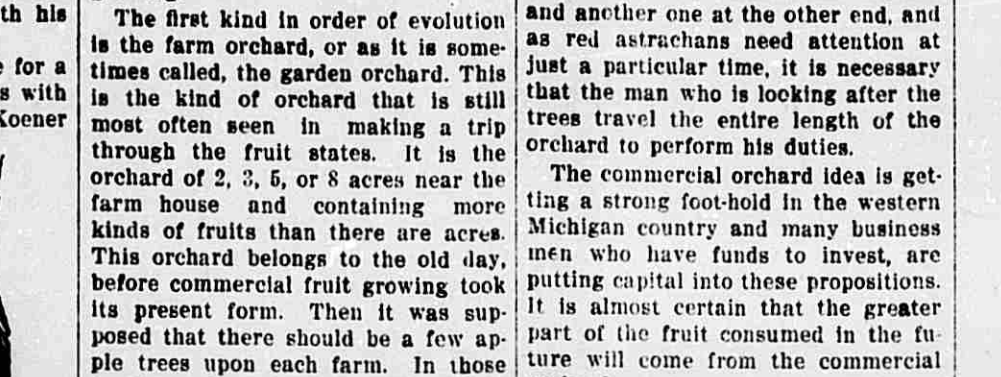 th his
for a
s with
Koener
The first kind in order of evolution
is the farm orchard, or as it is some-
times called, the garden orchard. This
is the kind of orchard that is still
most often seen in making a trip
through the fruit states. It is the
orchard of 2, 3, 5, or 8 acres near the
farm house and containing more
kinds of fruits than there are acres.
This orchard belongs to the old day,
before commercial fruit growing took
its present form. Then it was sup-
posed that there should be a few ap-
ple trees upon each farm. In those
and another one at the other end, and
as red astrachans need attention at
just a particular time, it is necessary
that the man who is looking after the
trees travel the entire length of the
orchard to perform his duties.
The commercial orchard idea is get-
ting a strong foot-hold in the western
Michigan country and many business
men who have funds to invest, are
putting capital into these propositions.
It is almost certain that the greater
part of the fruit consumed in the fu-
ture will come from the commercial